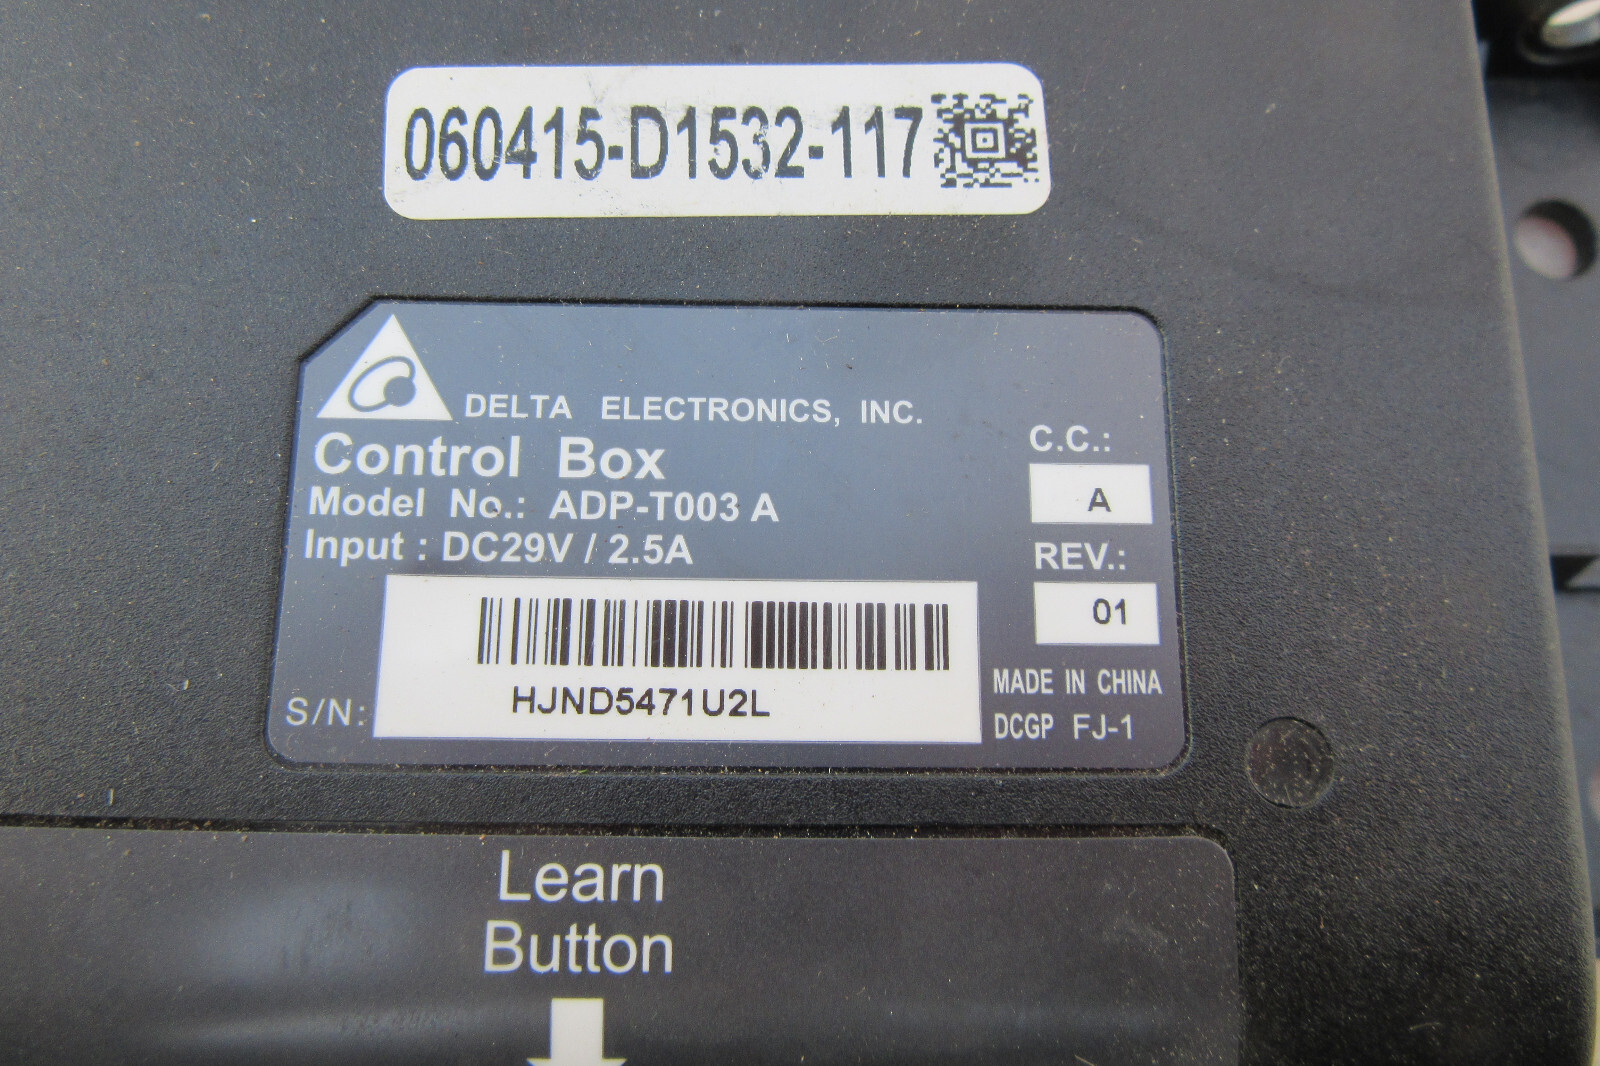 060415-D1532-117
DELTA ELECTRONICS, INC.
Control Box
Model No.: ADP-T003 A
Input : DC29V / 2.5A
C.C.:
A
REV.:
01
S/N:
HJND5471U2L
MADE IN CHINA
DCGP FJ-1
Learn
Button